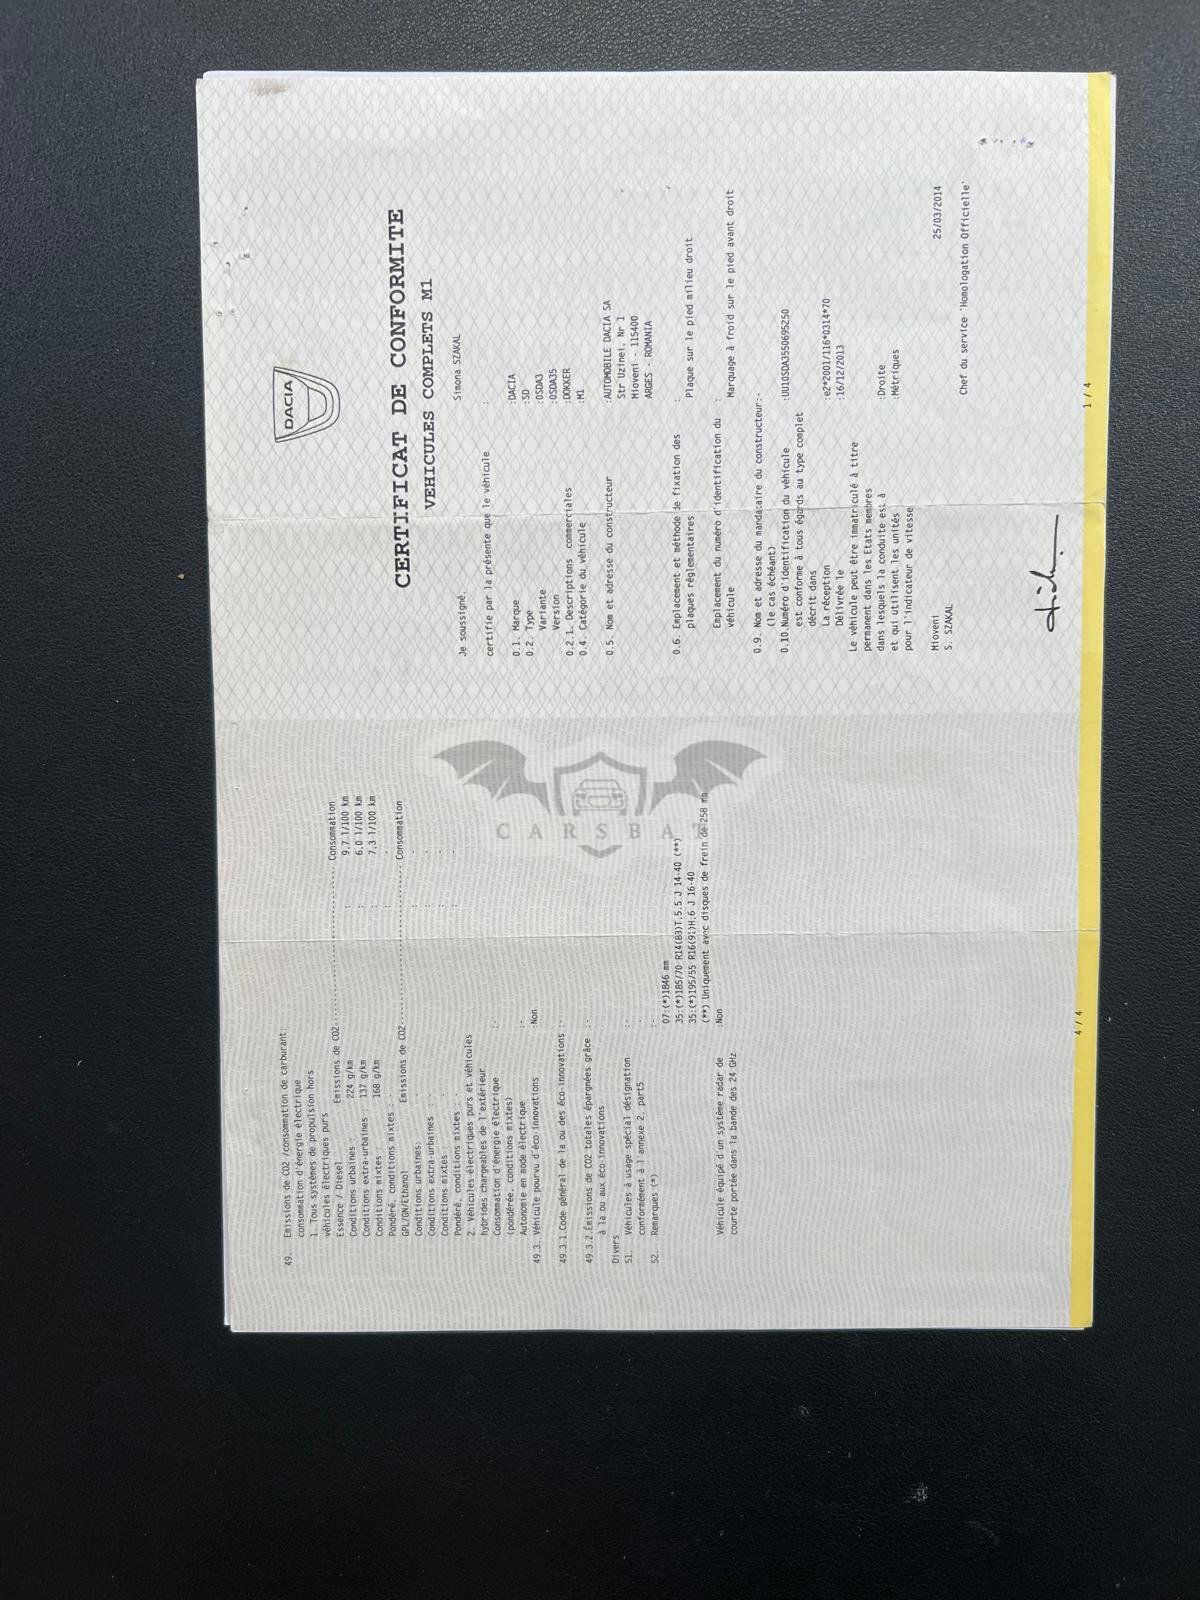 49. Emissions de CO2 /consommation de carburant:
consommation d'énergie électrique
1. Tous systèmes de propulsion hors
véhicules électriques purs
Essence / Diesel Emissions de CO2 Consommation
Conditions urbaines : 224 g/km : 9,7 l/100 km
Conditions extra-urbaines : 137 g/km : 6,0 l/100 km
Conditions mixtes : 168 g/km : 7,3 l/100 km
Pondéré, conditions mixtes : - : -
GPL/GN/Ethanol Emissions de CO2 Consommation
Conditions urbaines: - : -
Conditions extra-urbaines : - : -
Conditions mixtes : - : -
Pondéré, conditions mixtes : - : -
2. Véhicules électriques purs et véhicules
hybrides chargeables de l'extérieur
Consommation d'énergie électrique :-
(pondérée, conditions mixtes)
Autonomie en mode électrique :-
49.3. Véhicule pourvu d'éco-innovations :Non
49.3.1.Code général de la ou des éco-innovations :-
49.3.2.Emissions de CO2 totales épargnées grâce :-
à la ou aux éco-innovations
Divers
51. Véhicules à usage spécial désignation :-
conformément à l'annexe 2, part5
52. Remarques (*) :-
07:(*)1846 mm
35:(*)185/70 R14(88)T,5.5 J 14-40 (**)
35:(*)195/55 R16(91)H,6 J 16-40
(**) Uniquement avec disques de frein de 258 mm
Véhicule équipé d'un système radar de :Non
courte portée dans la bande des 24 GHz
4 / 4
DACIA
CERTIFICAT DE CONFORMITE
VEHICULES COMPLETS M1
Je soussigné, Simona SZAKAL
certifie par la présente que le véhicule :
0.1. Marque :DACIA
0.2. Type :SD
Variante :0SDA3
Version :0SDA35
0.2.1. Descriptions commerciales :DOKKER
0.4. Catégorie du véhicule :M1
0.5. Nom et adresse du constructeur :AUTOMOBILE DACIA SA
Str Uzinei, Nr 1
Mioveni - 115400
ARGES - ROMANIA
0.6. Emplacement et méthode de fixation des :
plaques réglementaires Plaque sur le pied milieu droit
Emplacement du numéro d'identification du :
véhicule Marquage à froid sur le pied avant droit
0.9. Nom et adresse du mandataire du constructeur:-
(le cas échéant)
0.10.Numéro d'identification du véhicule :UU10SDA3550695250
est conforme à tous égards au type complet
décrit dans
La réception :e2*2001/116*0314*70
Délivrée le :16/12/2013
Le véhicule peut être immatriculé à titre
permanent dans les Etats membres
dans lesquels la conduite est à :Droite
et qui utilisent les unités :Métriques
pour l'indicateur de vitesse
Mioveni 25/03/2014
S. SZAKAL
Chef du service 'Homologation Officielle'
1 / 4
CARSBAT